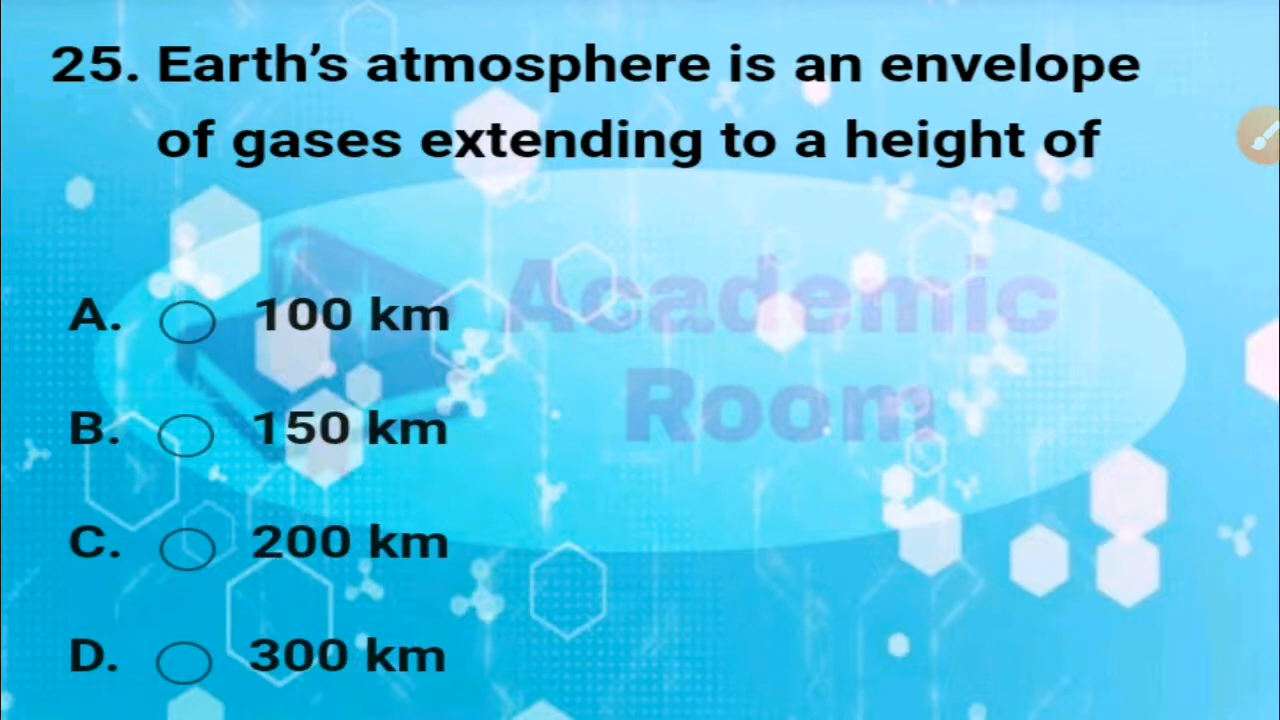 25. Earth’s atmosphere is an envelope
of gases extending to a height of
Academic
Room
A. 100 km
B. 150 km
C. 200 km
D. 300 km